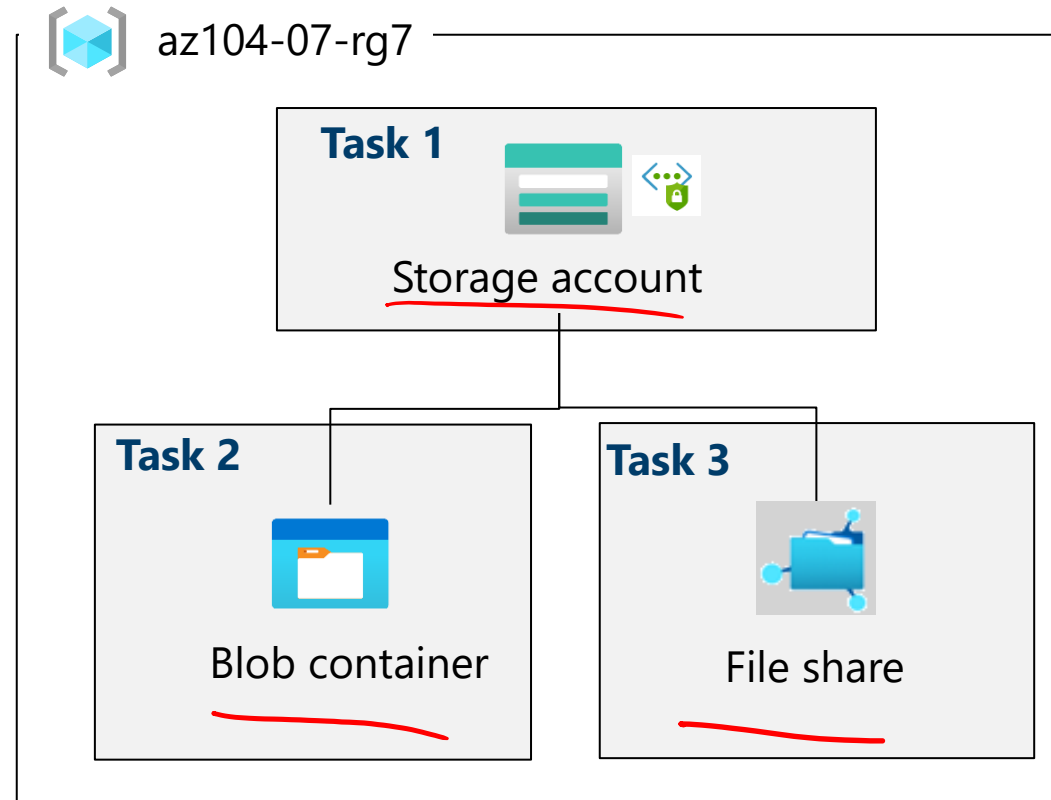 az104-07-rg7
Task 1
Storage account
Task 2
Blob container
Task 3
File share